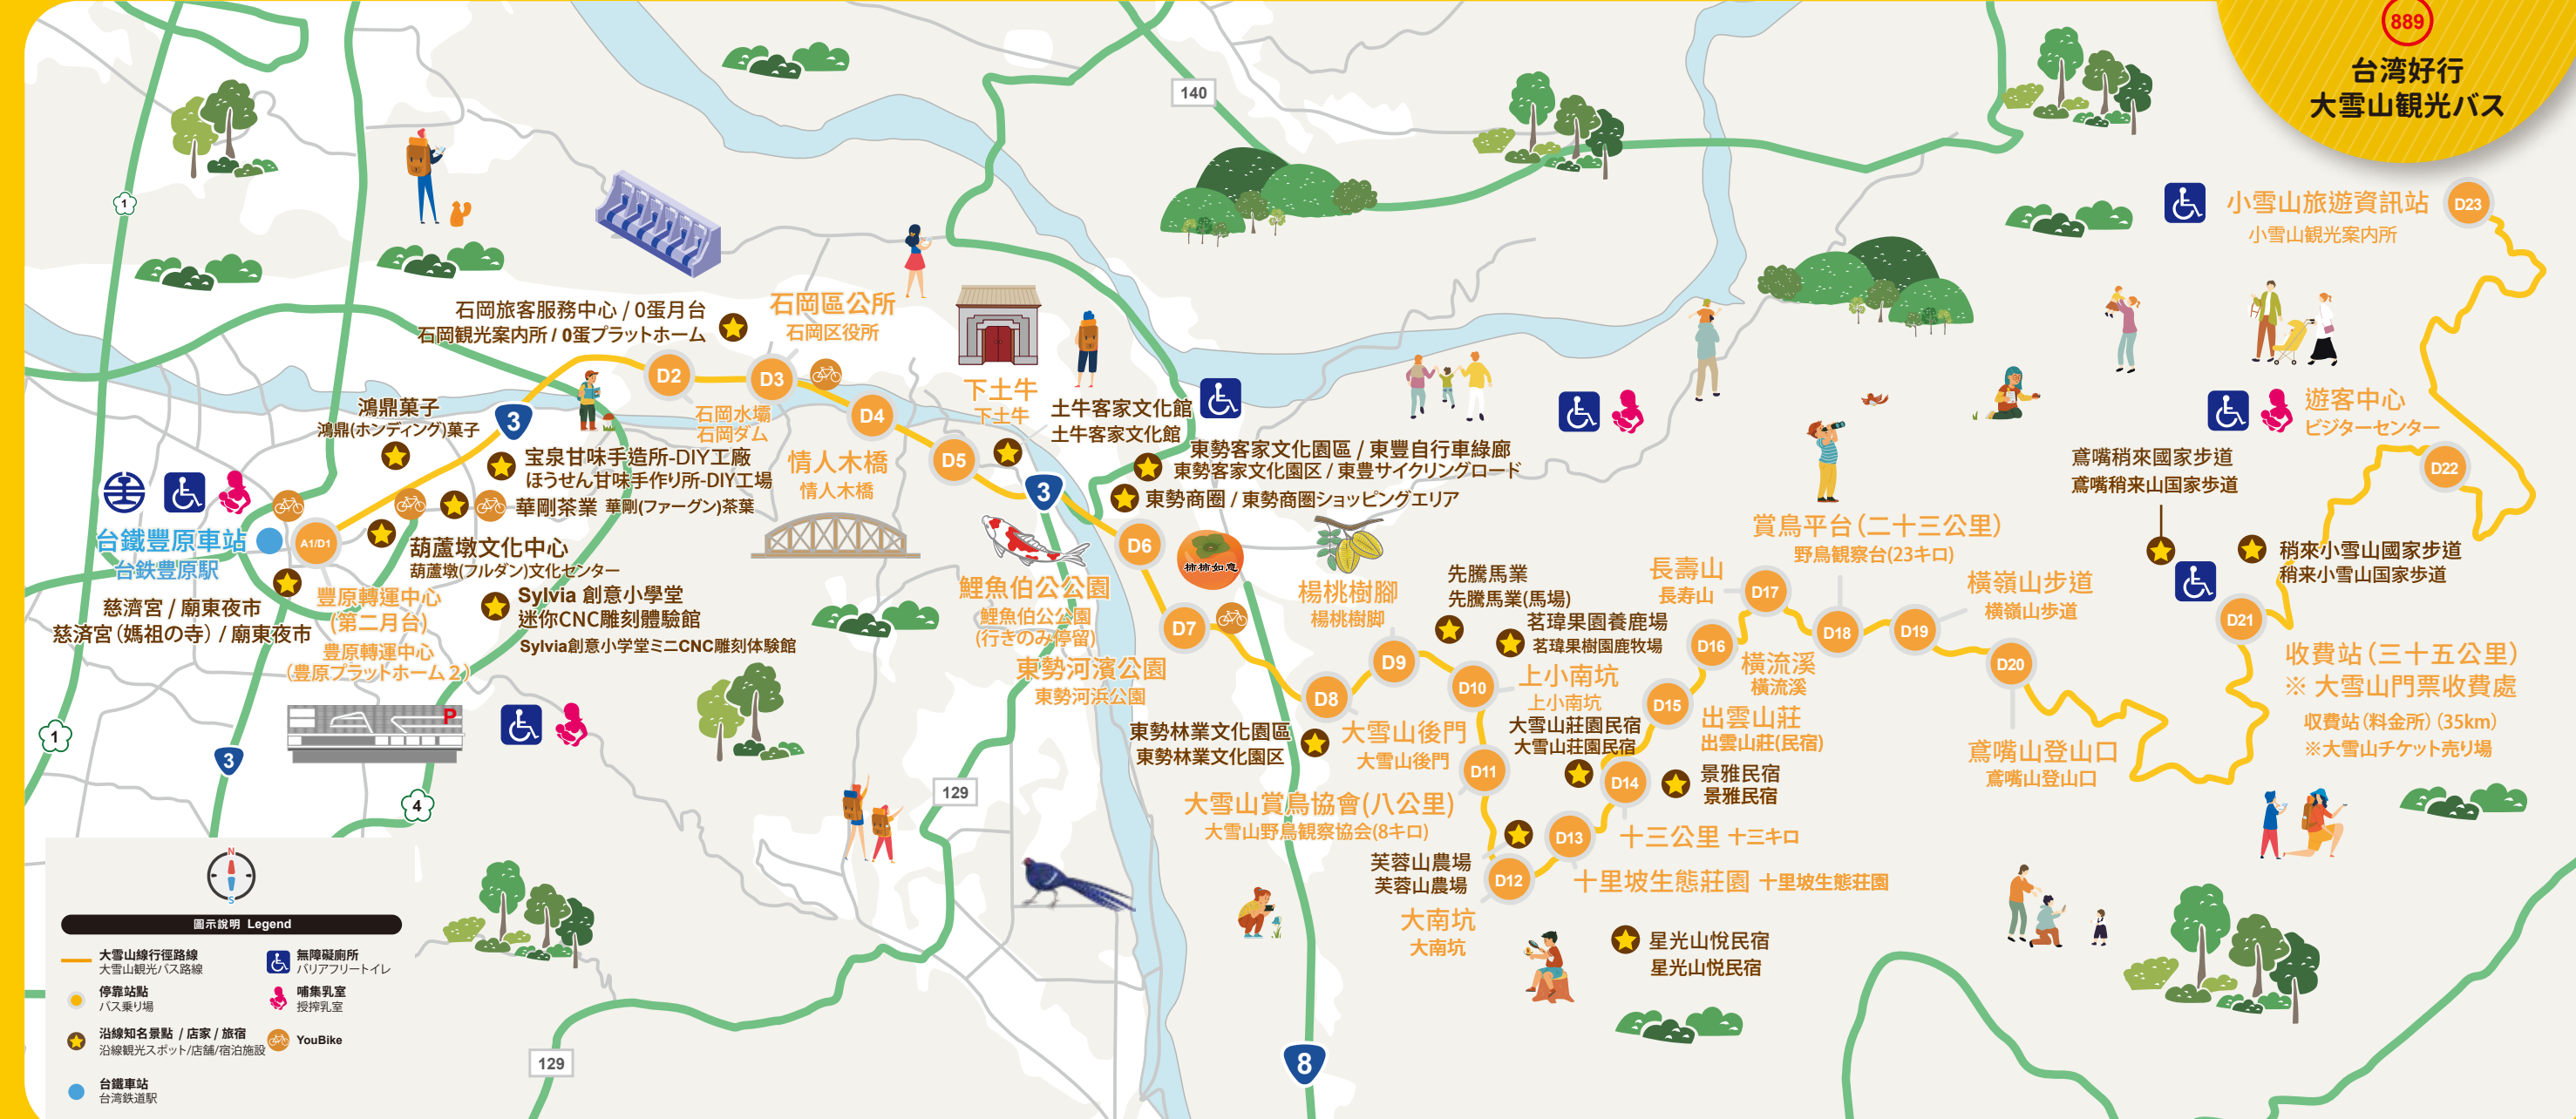 889
台湾好行
大雪山観光バス
140
1
小雪山旅遊資訊站
小雪山観光案内所
D23
石岡旅客服務中心 / 0蛋月台
石岡観光案内所 / 0蛋プラットホーム
石岡區公所
石岡区役所
D2
D3
石岡水壩
石岡ダム
D4
下土牛
下土牛
土牛客家文化館
土牛客家文化館
鴻鼎菓子
鴻鼎(ホンディング)菓子
3
宝泉甘味手造所-DIY工廠
ほうせん甘味手作り所-DIY工場
華剛茶業 華剛(ファーグン)茶葉
情人木橋
情人木橋
D5
3
東勢客家文化園區 / 東豐自行車綠廊
東勢客家文化園区 / 東豊サイクリングロード
東勢商圈 / 東勢商圏ショッピングエリア
遊客中心
ビジターセンター
D22
鳶嘴稍來國家步道
鳶嘴稍来山国家歩道
稍來小雪山國家步道
稍来小雪山国家歩道
台鐵豐原車站
台鉄豊原駅
A1/D1
葫蘆墩文化中心
葫蘆墩(フルダン)文化センター
慈濟宮 / 廟東夜市
慈済宮(媽祖の寺) / 廟東夜市
豐原轉運中心
(第二月台)
豊原轉運中心
(豊原プラットホーム２)
Sylvia 創意小學堂
迷你CNC雕刻體驗館
Sylvia創意小学堂ミニCNC雕刻体験館
P
鯉魚伯公公園
鯉魚伯公公園
(行きのみ停留)
D6
柿柿如意
D7
東勢河濱公園
東勢河浜公園
楊桃樹腳
楊桃樹脚
先騰馬業
先騰馬業(馬場)
茗瑋果園養鹿場
茗瑋果樹園鹿牧場
D8
D9
D10
上小南坑
上小南坑
東勢林業文化園區
東勢林業文化園区
大雪山後門
大雪山後門
大雪山莊園民宿
大雪山荘園民宿
D11
大雪山賞鳥協會(八公里)
大雪山野鳥観察協会(8キロ)
芙蓉山農場
芙蓉山農場
D12
大南坑
大南坑
D13
十里坡生態莊園 十里坡生態荘園
D14
十三公里 十三キロ
景雅民宿
景雅民宿
D15
出雲山莊
出雲山莊(民宿)
D16
橫流溪
橫流溪
長壽山
長寿山
D17
賞鳥平台(二十三公里)
野鳥観察台(23キロ)
D18
D19
橫嶺山步道
橫嶺山歩道
D20
鳶嘴山登山口
鳶嘴山登山口
D21
收費站(三十五公里)
※ 大雪山門票收費處
収費站(料金所) (35km)
※大雪山チケット売り場
星光山悅民宿
星光山悦民宿
1
3
4
129
129
8
N
S
圖示說明 Legend
大雪山線行徑路線
大雪山観光バス路線
停靠站點
バス乗り場
沿線知名景點 / 店家 / 旅宿
沿線観光スポット/店舗/宿泊施設
台鐵車站
台湾鉄道駅
無障礙廁所
バリアフリートイレ
哺集乳室
授搾乳室
YouBike